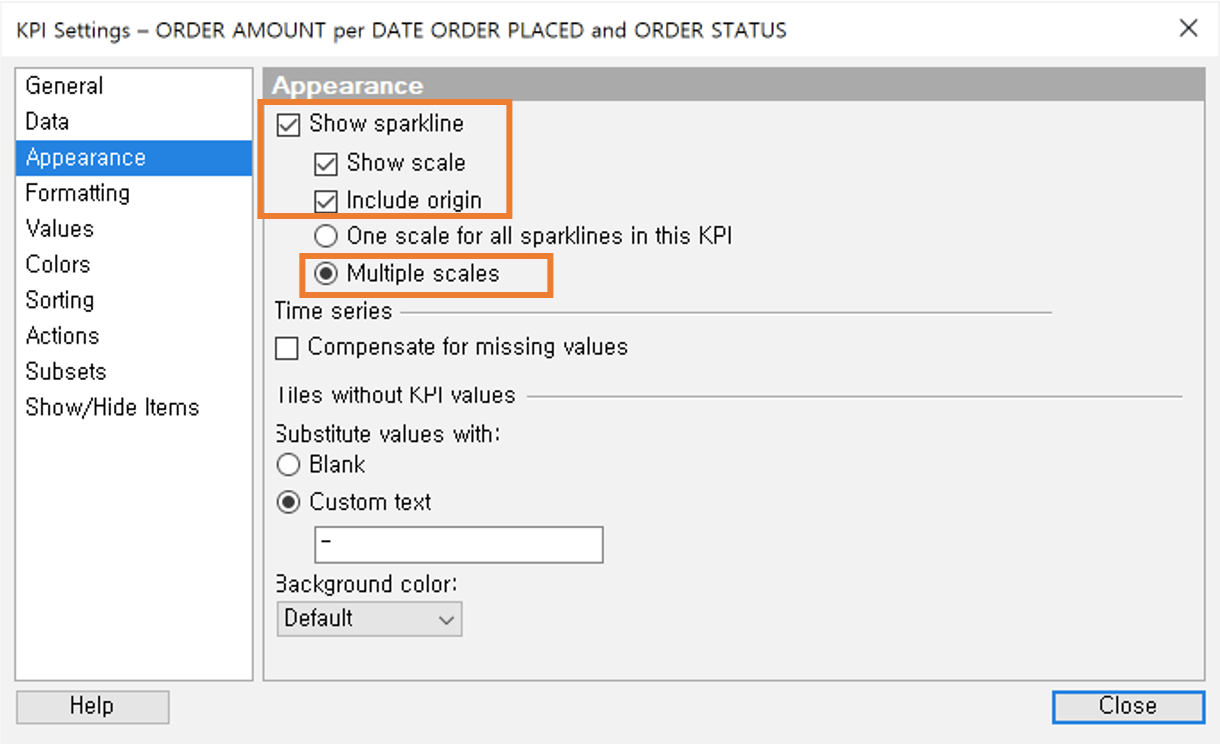 KPI Settings – ORDER AMOUNT per DATE ORDER PLACED and ORDER STATUS
General
Data
Appearance
Formatting
Values
Colors
Sorting
Actions
Subsets
Show/Hide Items
Appearance
Show sparkline
Show scale
Include origin
One scale for all sparklines in this KPI
Multiple scales
Time series
Compensate for missing values
Tiles without KPI values
Substitute values with:
Blank
Custom text
-
Background color:
Default
Help
Close